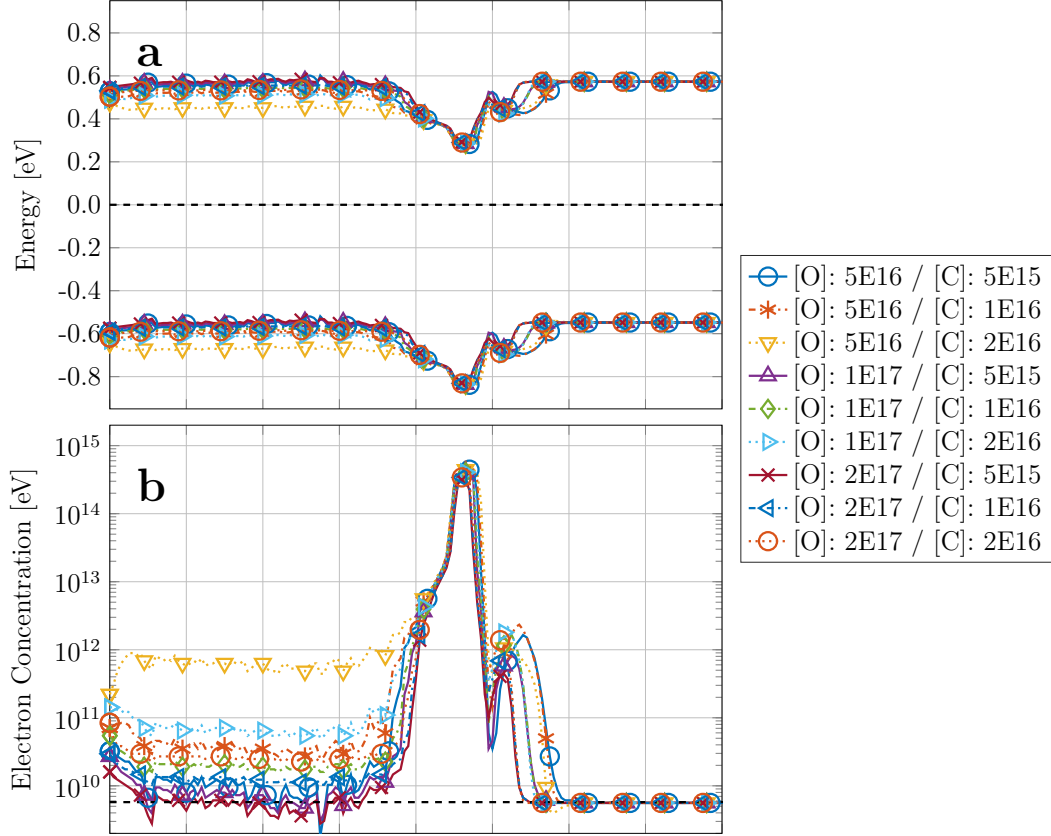 a
Energy [eV]
0.8
0.6
0.4
0.2
0.0
-0.2
-0.4
-0.6
-0.8
b
Electron Concentration [eV]
10^15
10^14
10^13
10^12
10^11
10^10
[O]: 5E16 / [C]: 5E15
[O]: 5E16 / [C]: 1E16
[O]: 5E16 / [C]: 2E16
[O]: 1E17 / [C]: 5E15
[O]: 1E17 / [C]: 1E16
[O]: 1E17 / [C]: 2E16
[O]: 2E17 / [C]: 5E15
[O]: 2E17 / [C]: 1E16
[O]: 2E17 / [C]: 2E16